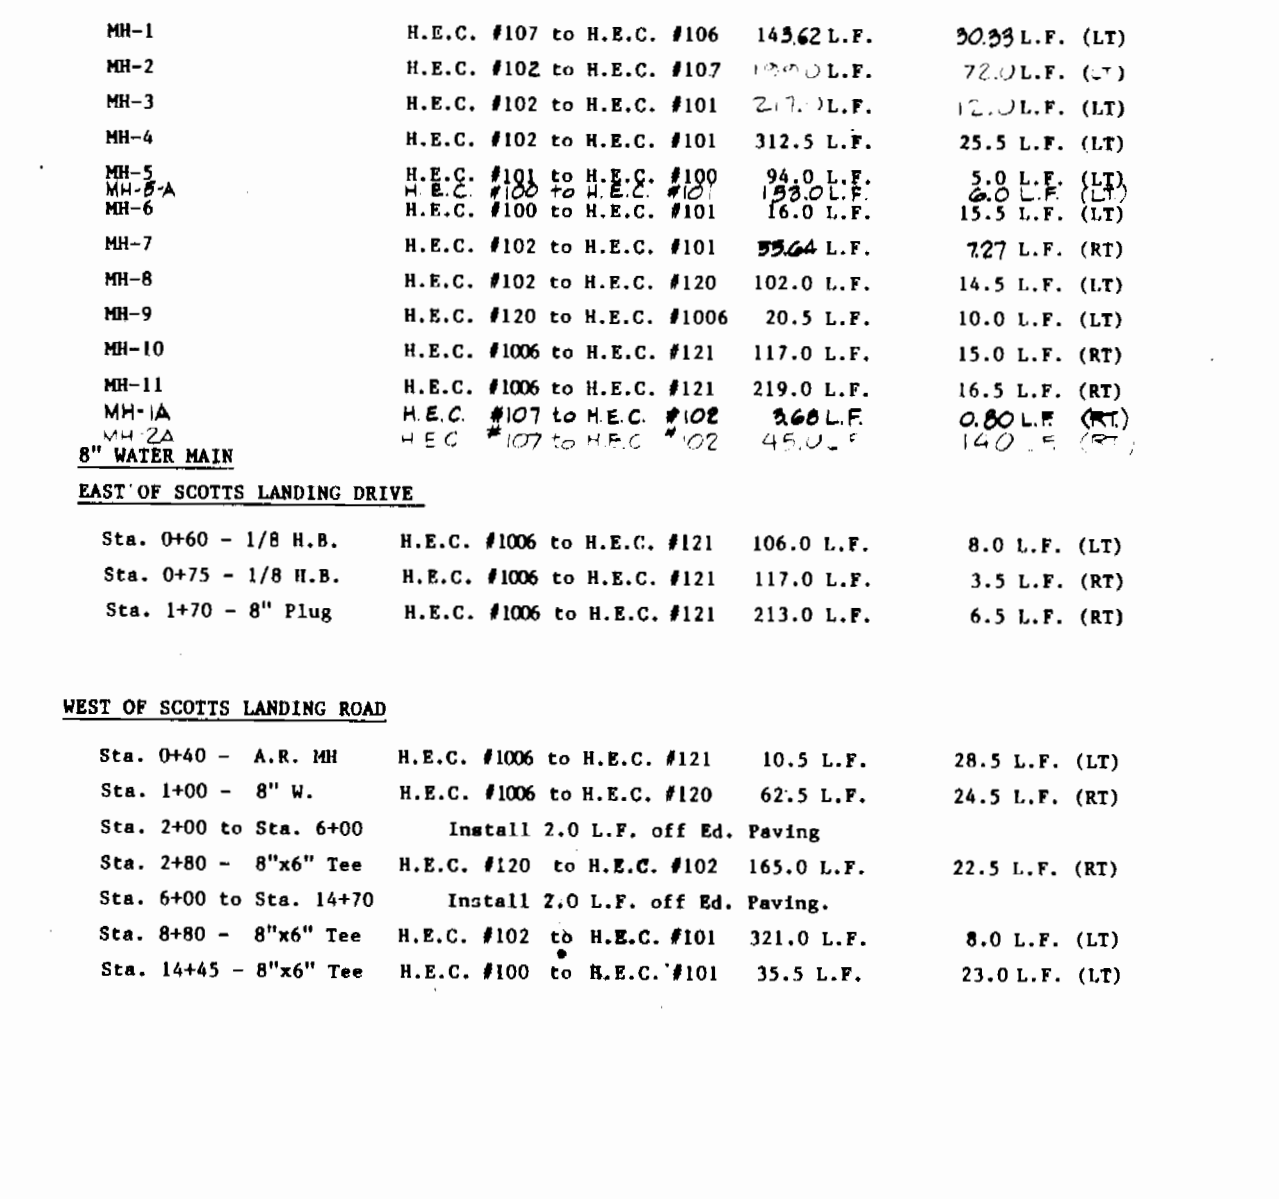 MH-1 H.E.C. #107 to H.E.C. #106 143.62 L.F. 30.33 L.F. (LT)
MH-2 H.E.C. #102 to H.E.C. #107 L.F. 72.0 L.F. (LT)
MH-3 H.E.C. #102 to H.E.C. #101 L.F. 12.0 L.F. (LT)
MH-4 H.E.C. #102 to H.E.C. #101 312.5 L.F. 25.5 L.F. (LT)
MH-5 H.E.C. #101 to H.E.C. #100 94.0 L.F. 5.0 L.F. (LT)
MH-5-A H.E.C. #100 to H.E.C. #101 153.0 L.F. 6.0 L.F. (LT)
MH-6 H.E.C. #100 to H.E.C. #101 16.0 L.F. 15.5 L.F. (LT)
MH-7 H.E.C. #102 to H.E.C. #101 55.64 L.F. 7.27 L.F. (RT)
MH-8 H.E.C. #102 to H.E.C. #120 102.0 L.F. 14.5 L.F. (LT)
MH-9 H.E.C. #120 to H.E.C. #1006 20.5 L.F. 10.0 L.F. (LT)
MH-10 H.E.C. #1006 to H.E.C. #121 117.0 L.F. 15.0 L.F. (RT)
MH-11 H.E.C. #1006 to H.E.C. #121 219.0 L.F. 16.5 L.F. (RT)
MH-1A H.E.C. #107 to H.E.C. #102 3.68 L.F. 0.80 L.F. (RT)
MH-2A H.E.C #107 to H.E.C #102 45.0 L.F 14.0 L.F. (RT)
8" WATER MAIN
EAST OF SCOTTS LANDING DRIVE
Sta. 0+60 - 1/8 H.B. H.E.C. #1006 to H.E.C. #121 106.0 L.F. 8.0 L.F. (LT)
Sta. 0+75 - 1/8 H.B. H.E.C. #1006 to H.E.C. #121 117.0 L.F. 3.5 L.F. (RT)
Sta. 1+70 - 8" Plug H.E.C. #1006 to H.E.C. #121 213.0 L.F. 6.5 L.F. (RT)
WEST OF SCOTTS LANDING ROAD
Sta. 0+40 - A.R. MH H.E.C. #1006 to H.E.C. #121 10.5 L.F. 28.5 L.F. (LT)
Sta. 1+00 - 8" W. H.E.C. #1006 to H.E.C. #120 62.5 L.F. 24.5 L.F. (RT)
Sta. 2+00 to Sta. 6+00 Install 2.0 L.F. off Ed. Paving
Sta. 2+80 - 8"x6" Tee H.E.C. #120 to H.E.C. #102 165.0 L.F. 22.5 L.F. (RT)
Sta. 6+00 to Sta. 14+70 Install 2.0 L.F. off Ed. Paving.
Sta. 8+80 - 8"x6" Tee H.E.C. #102 to H.E.C. #101 321.0 L.F. 8.0 L.F. (LT)
Sta. 14+45 - 8"x6" Tee H.E.C. #100 to H.E.C. #101 35.5 L.F. 23.0 L.F. (LT)